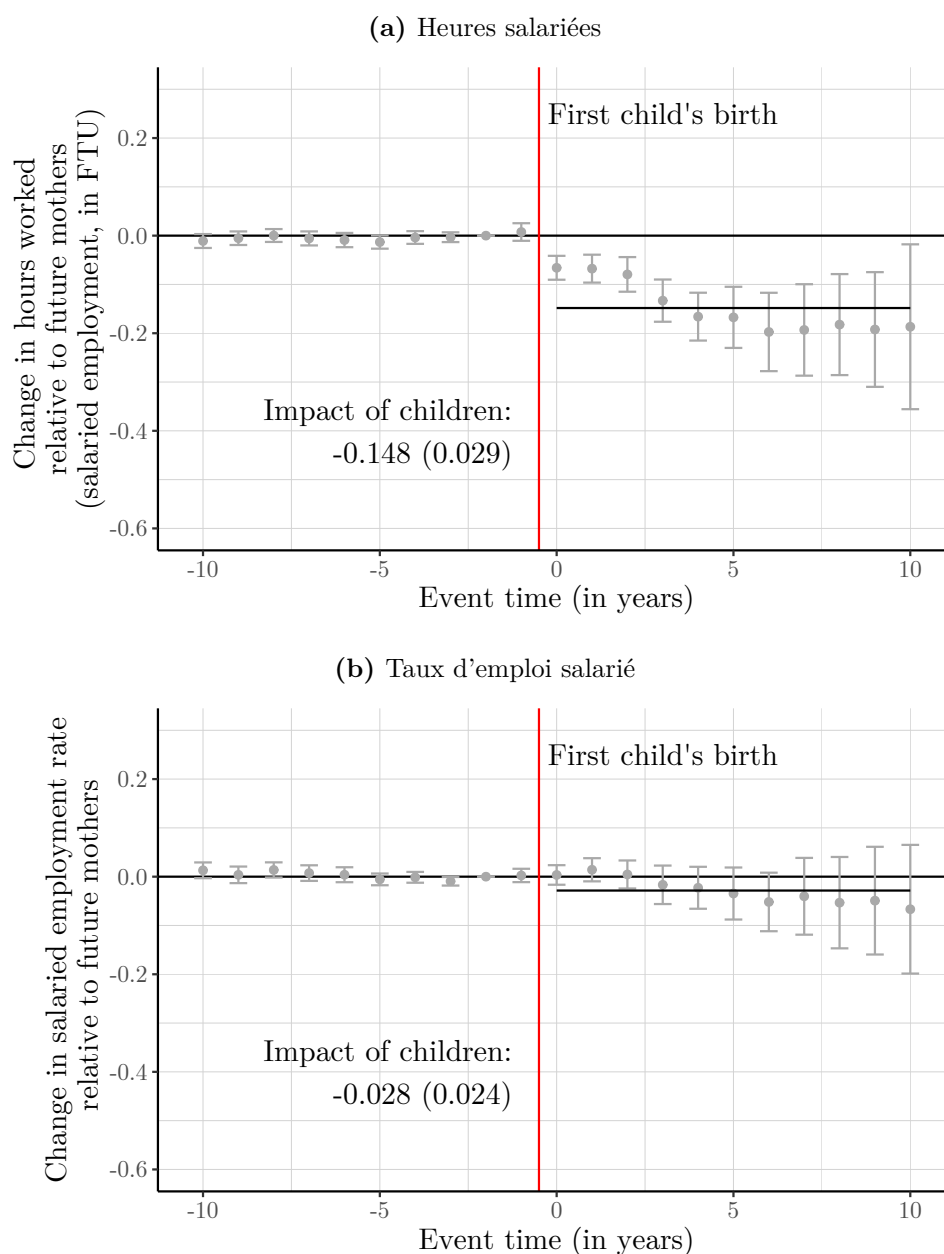 (a) Heures salariées
Change in hours worked
relative to future mothers
(salaried employment, in FTU)
0.2
0.0
-0.2
-0.4
-0.6
First child's birth
Impact of children:
-0.148 (0.029)
-10
-5
0
5
10
Event time (in years)
(b) Taux d'emploi salarié
Change in salaried employment rate
relative to future mothers
0.2
0.0
-0.2
-0.4
-0.6
First child's birth
Impact of children:
-0.028 (0.024)
-10
-5
0
5
10
Event time (in years)